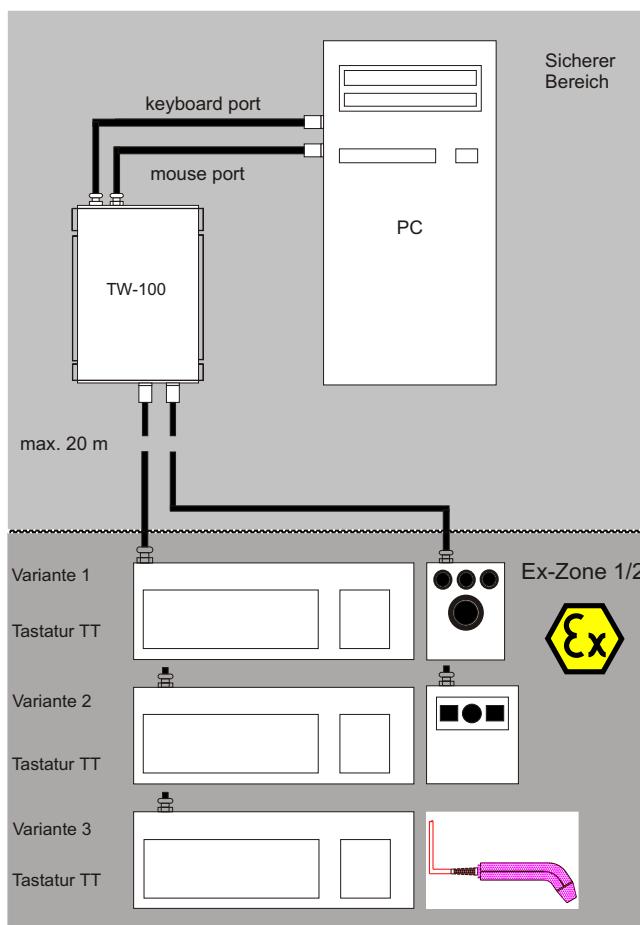 Sicherer
Bereich
keyboard port
mouse port
PC
TW-100
max. 20 m
Variante 1
Ex-Zone 1/2
Tastatur TT
Ex
Variante 2
Tastatur TT
Variante 3
Tastatur TT